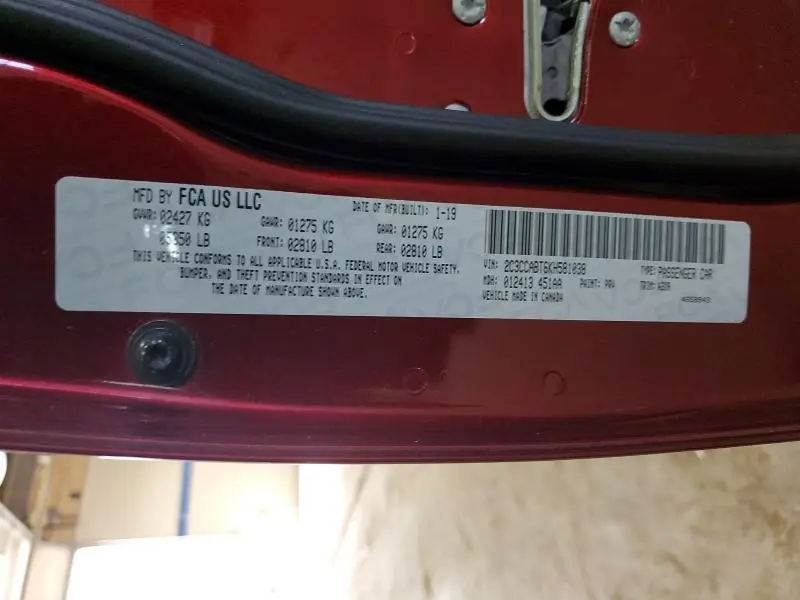 MFD BY FCA US LLC DATE OF MFR(BUILT): 1-19
GVWR: 02427 KG GAWR: 01275 KG GAWR: 01275 KG
05350 LB FRONT: 02810 LB REAR: 02810 LB
THIS VEHICLE CONFORMS TO ALL APPLICABLE U.S.A. FEDERAL MOTOR VEHICLE SAFETY,
BUMPER, AND THEFT PREVENTION STANDARDS IN EFFECT ON
THE DATE OF MANUFACTURE SHOWN ABOVE.
VIN: 2C3CCABT6KH581038 TYPE: PASSENGER CAR
MDH: 012413 451AA PAINT: PRV TRIM:
VEHICLE MADE IN CANADA